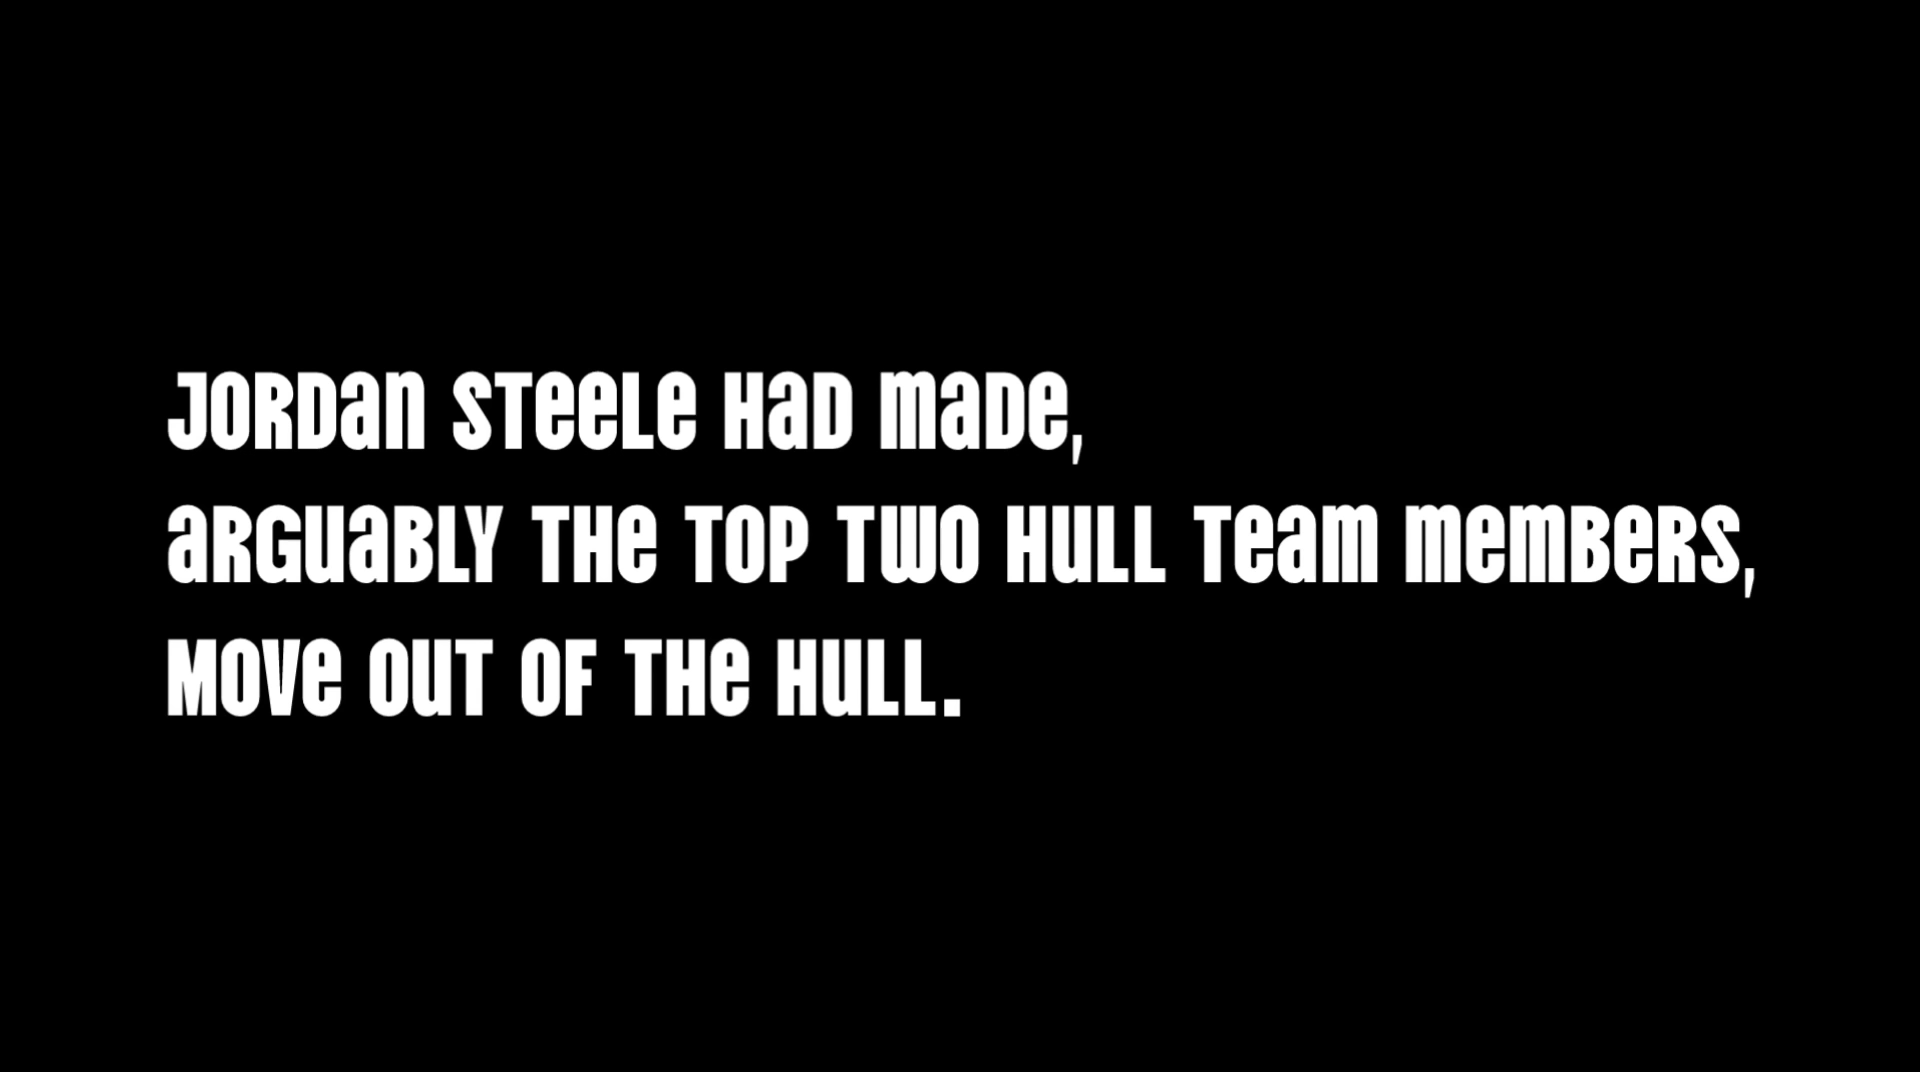 Jordan Steele had made,
arguably the top two Hull team members,
move out of the Hull.